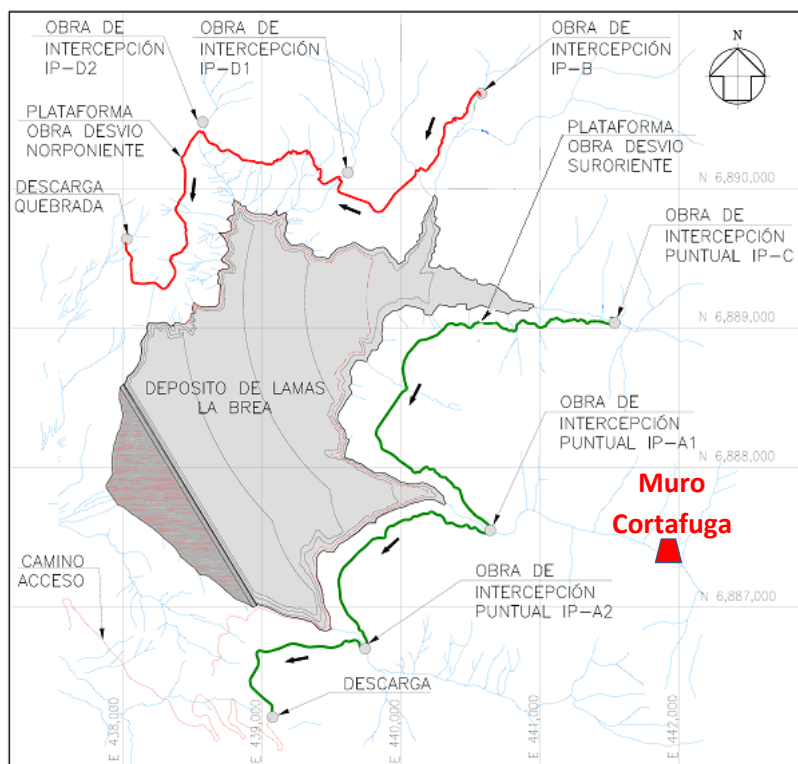 OBRA DE
INTERCEPCIÓN
IP-D2
OBRA DE
INTERCEPCIÓN
IP-D1
OBRA DE
INTERCEPCIÓN
IP-B
N
PLATAFORMA
OBRA DESVIO
NORPONIENTE
PLATAFORMA
OBRA DESVIO
SURORIENTE
DESCARGA
QUEBRADA
N 6,890,000
OBRA DE
INTERCEPCIÓN
PUNTUAL IP-C
N 6,889,000
DEPOSITO DE LAMAS
LA BREA
OBRA DE
INTERCEPCIÓN
PUNTUAL IP-A1
N 6,888,000
Muro
Cortafuga
CAMINO
ACCESO
OBRA DE
INTERCEPCIÓN
PUNTUAL IP-A2
N 6,887,000
DESCARGA
E 438,000
E 439,000
E 440,000
E 441,000
E 442,000